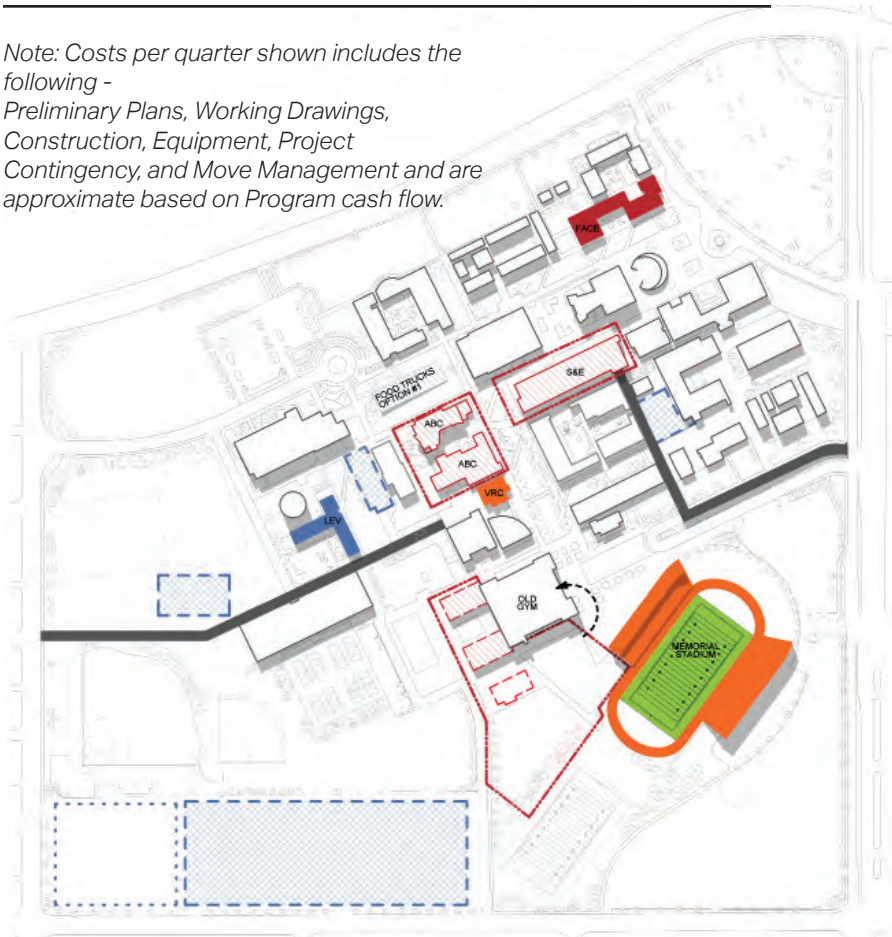 Note: Costs per quarter shown includes the
following -
Preliminary Plans, Working Drawings,
Construction, Equipment, Project
Contingency, and Move Management and are
approximate based on Program cash flow.
FACE
S&E
FOOD TRUCKS
OPTION #1
ABC
ABC
VRC
LEV
OLD
GYM
MEMORIAL
STADIUM